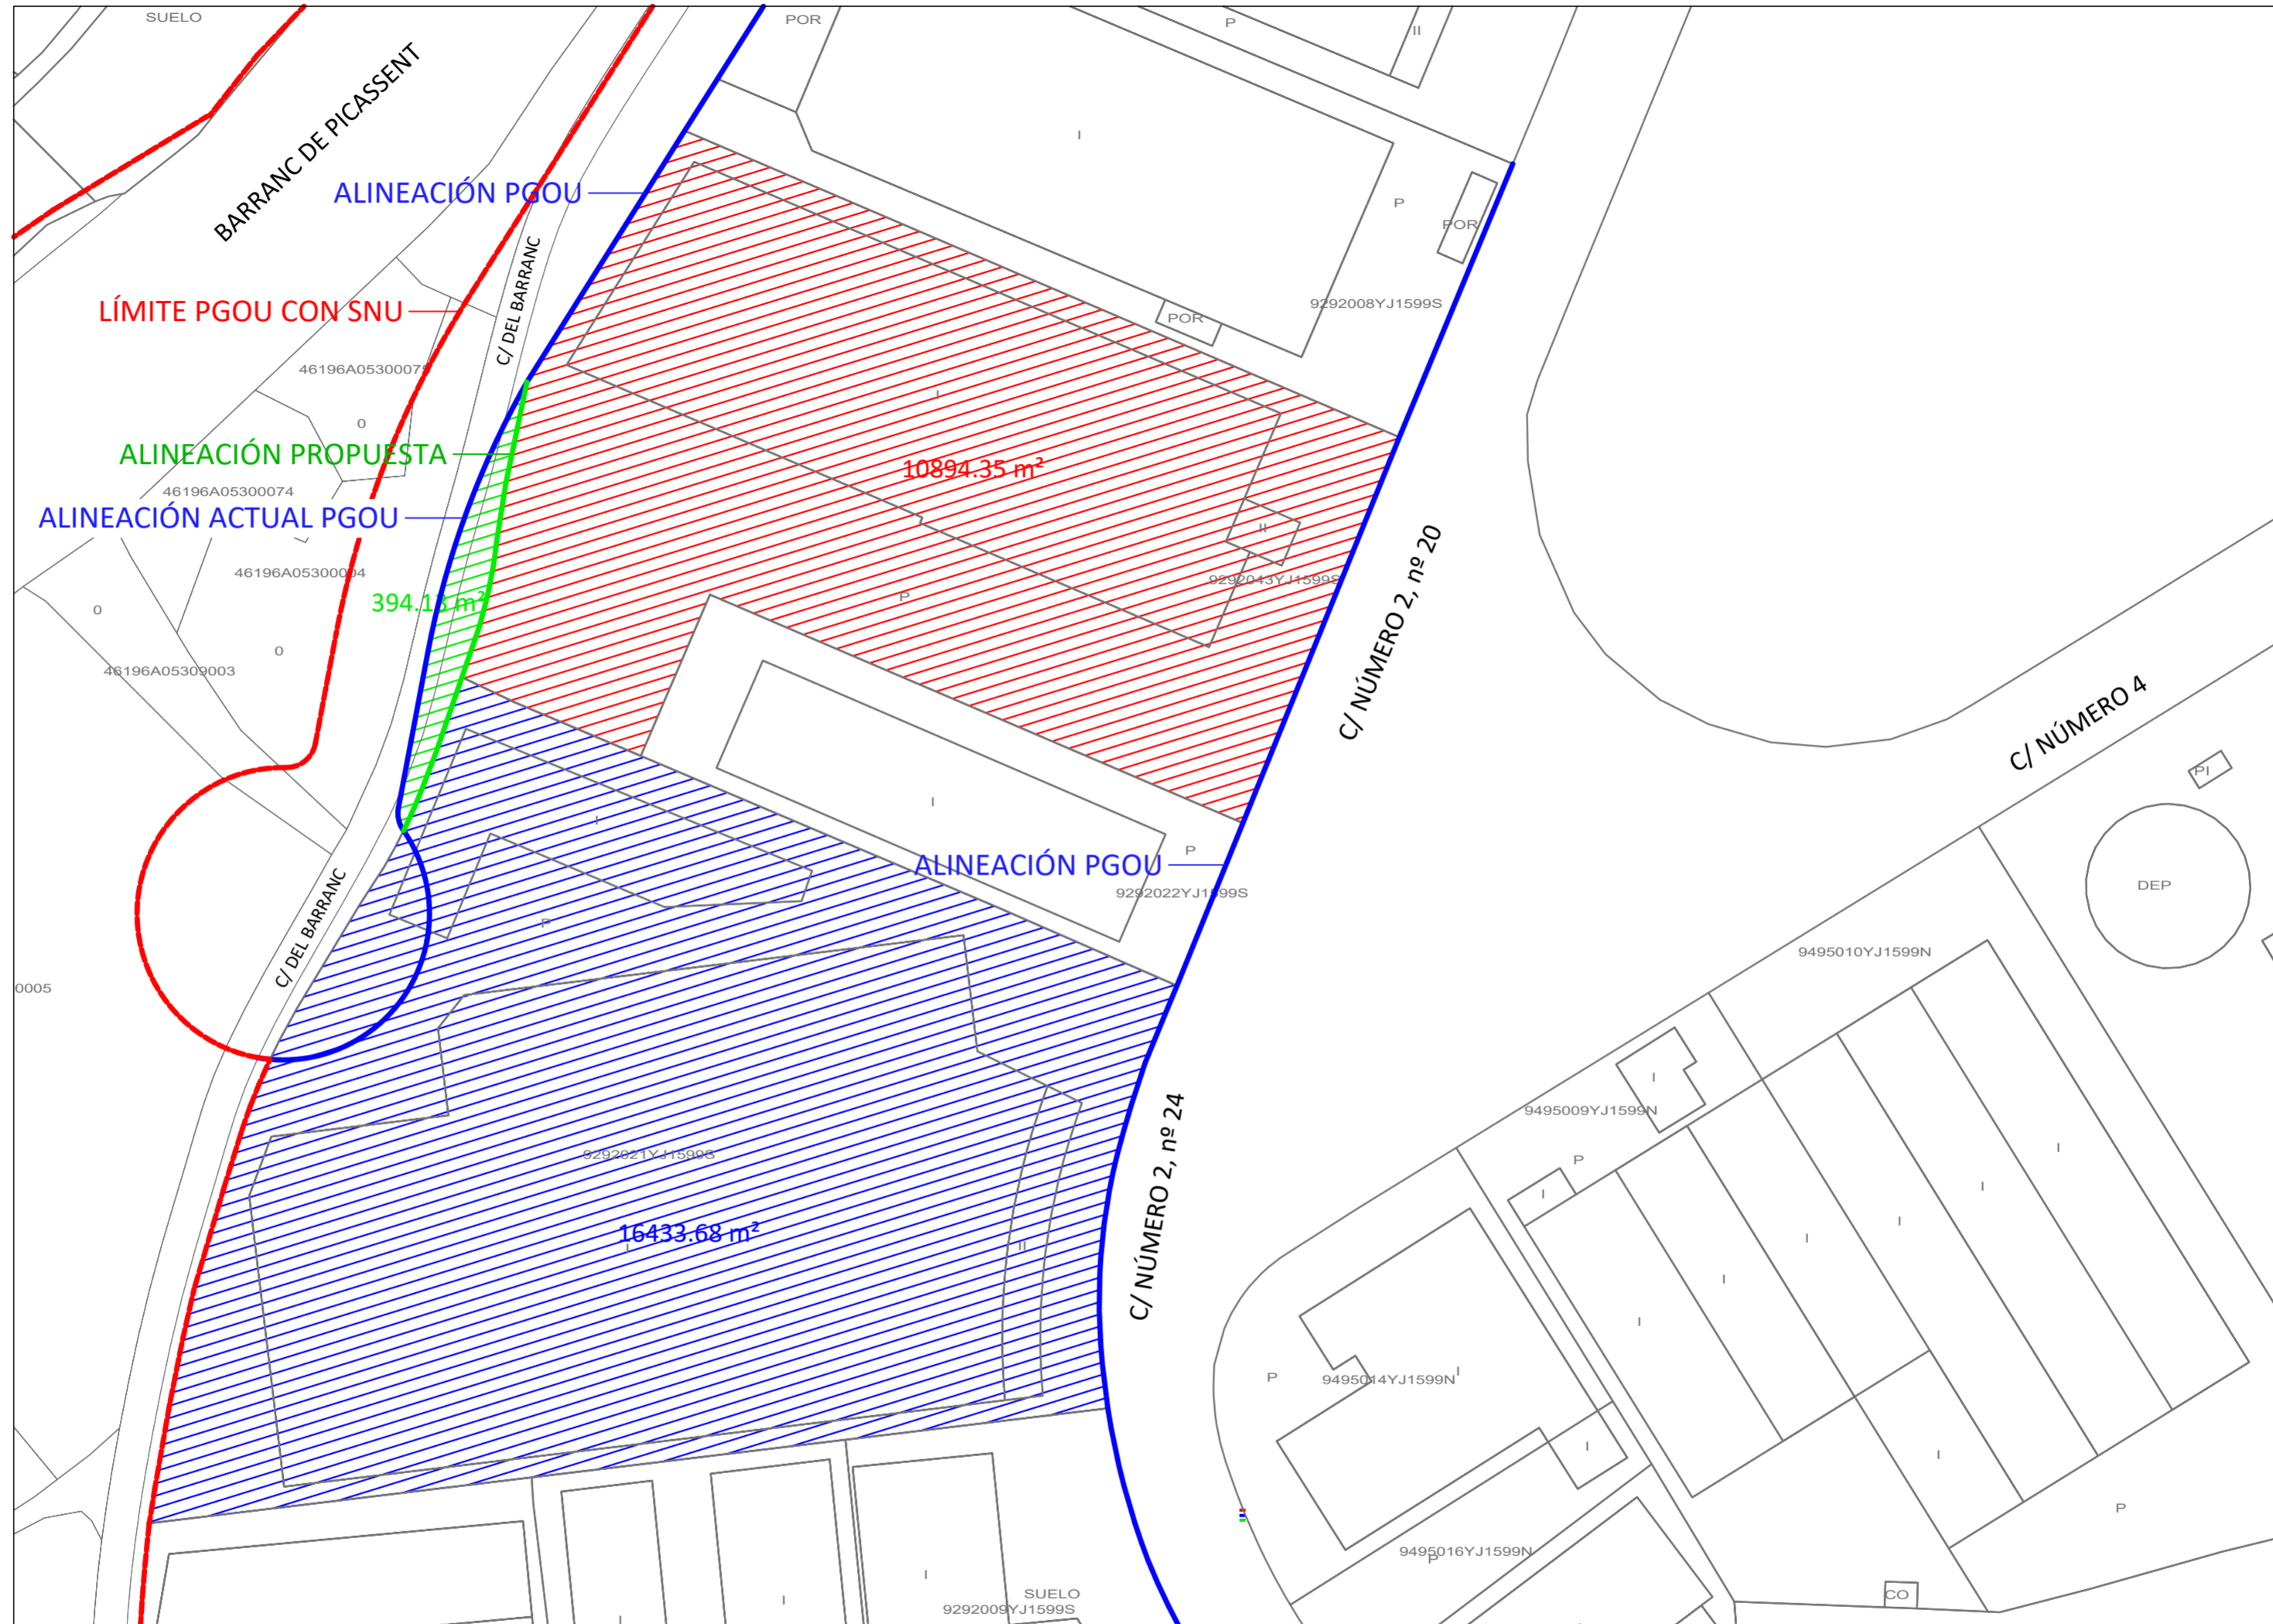 SUELO
POR
P
II
BARRANC DE PICASSENT
I
ALINEACIÓN PGOU
P
POR
C/ DEL BARRANC
LÍMITE PGOU CON SNU
POR
9292008YJ1599S
46196A05300075
I
0
ALINEACIÓN PROPUESTA
10894.35 m²
46196A05300074
ALINEACIÓN ACTUAL PGOU
II
C/ NÚMERO 2, nº 20
46196A05300004
9292043YJ1599S
P
394.13 m²
0
0
46196A05309003
C/ NÚMERO 4
PI
I
I
P
ALINEACIÓN PGOU
9292022YJ1599S
DEP
C/ DEL BARRANC
P
9495010YJ1599N
0005
I
9495009YJ1599N
I
P
I
I
9292021YJ1599S
C/ NÚMERO 2, nº 24
I
16433.68 m²
I
II
I
I
I
P
9495014YJ1599N
I
I
I
P
9495016YJ1599N
P
I
I
I
SUELO
9292009YJ1599S
CO